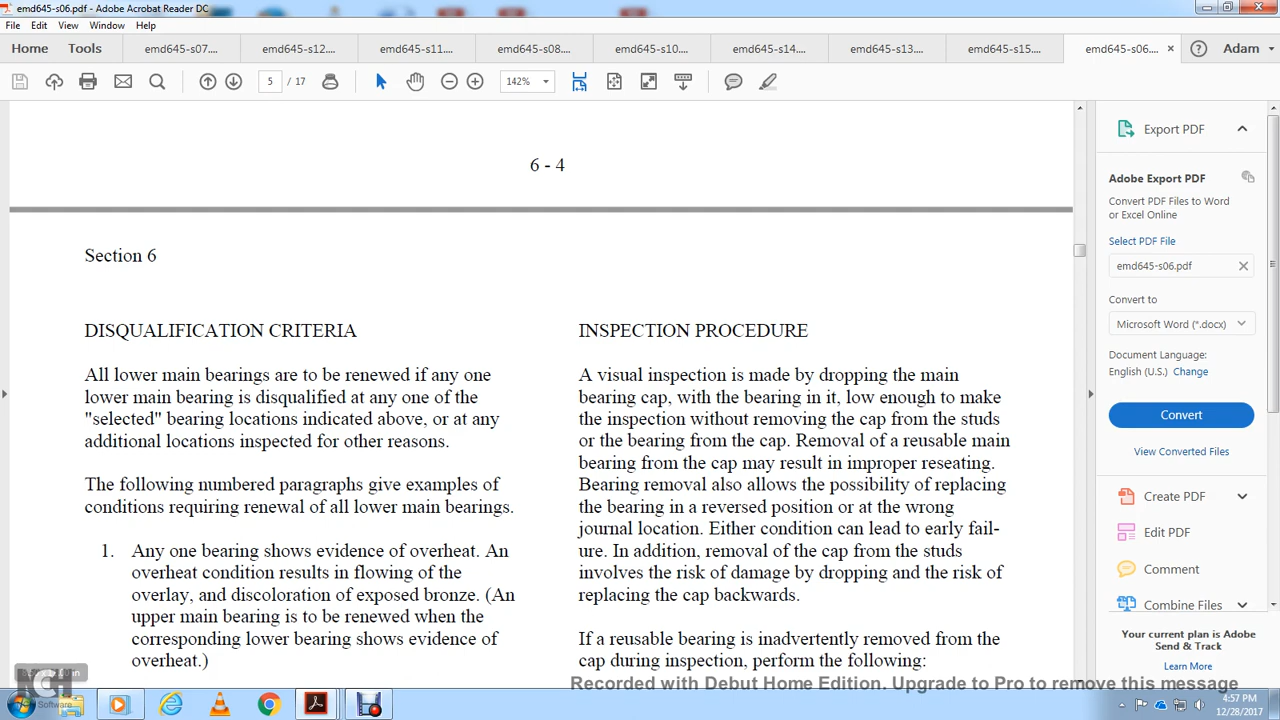 emd645-s06.pdf - Adobe Acrobat Reader DC
File Edit View Window Help
Home Tools emd645-s07... emd645-s12... emd645-s11... emd645-s08... emd645-s10... emd645-s14... emd645-s13... emd645-s15... emd645-s06... × ? Adam
5 / 17 142%
6 - 4
Section 6
DISQUALIFICATION CRITERIA
All lower main bearings are to be renewed if any one
lower main bearing is disqualified at any one of the
"selected" bearing locations indicated above, or at any
additional locations inspected for other reasons.
The following numbered paragraphs give examples of
conditions requiring renewal of all lower main bearings.
1. Any one bearing shows evidence of overheat. An
overheat condition results in flowing of the
overlay, and discoloration of exposed bronze. (An
upper main bearing is to be renewed when the
corresponding lower bearing shows evidence of
overheat.)
INSPECTION PROCEDURE
A visual inspection is made by dropping the main
bearing cap, with the bearing in it, low enough to make
the inspection without removing the cap from the studs
or the bearing from the cap. Removal of a reusable main
bearing from the cap may result in improper reseating.
Bearing removal also allows the possibility of replacing
the bearing in a reversed position or at the wrong
journal location. Either condition can lead to early fail-
ure. In addition, removal of the cap from the studs
involves the risk of damage by dropping and the risk of
replacing the cap backwards.
If a reusable bearing is inadvertently removed from the
cap during inspection, perform the following:
Export PDF
Adobe Export PDF
Convert PDF Files to Word
or Excel Online
Select PDF File
emd645-s06.pdf
Convert to
Microsoft Word (*.docx)
Document Language:
English (U.S.) Change
Convert
View Converted Files
Create PDF
Edit PDF
Comment
Combine Files
Your current plan is Adobe
Send & Track
Learn More
Recorded with Debut Home Edition. Upgrade to Pro to remove this message
Software
4:57 PM
12/28/2017